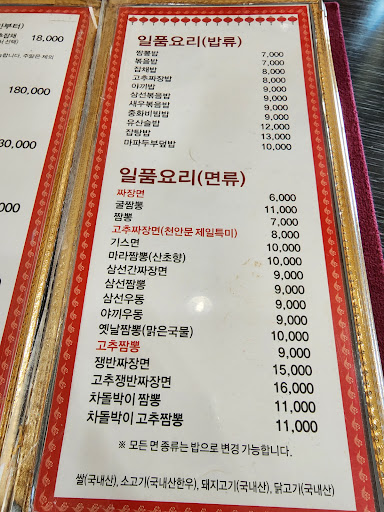 18,000
180,000
30,000
,000
,000
일품요리(밥류)
짬뽕밥 7,000
볶음밥 7,000
잡채밥 8,000
고추짜장밥 8,000
야끼밥 9,000
삼선볶음밥 9,000
새우볶음밥 9,000
중화비빔밥 9,000
유산슬밥 12,000
잡탕밥 13,000
마파두부덮밥 10,000
일품요리(면류)
짜장면 6,000
굴짬뽕 11,000
짬뽕 7,000
고추짜장면(천안문 제일특미) 8,000
기스면 10,000
마라짬뽕(산초향) 10,000
삼선간짜장면 9,000
삼선짬뽕 9,000
삼선우동 9,000
야끼우동 9,000
옛날짬뽕(맑은국물) 10,000
고추짬뽕 9,000
쟁반짜장면 15,000
고추쟁반짜장면 16,000
차돌박이 짬뽕 11,000
차돌박이 고추짬뽕 11,000
※ 모든 면 종류는 밥으로 변경 가능합니다.
쌀(국내산), 소고기(국내산한우), 돼지고기(국내산), 닭고기(국내산)